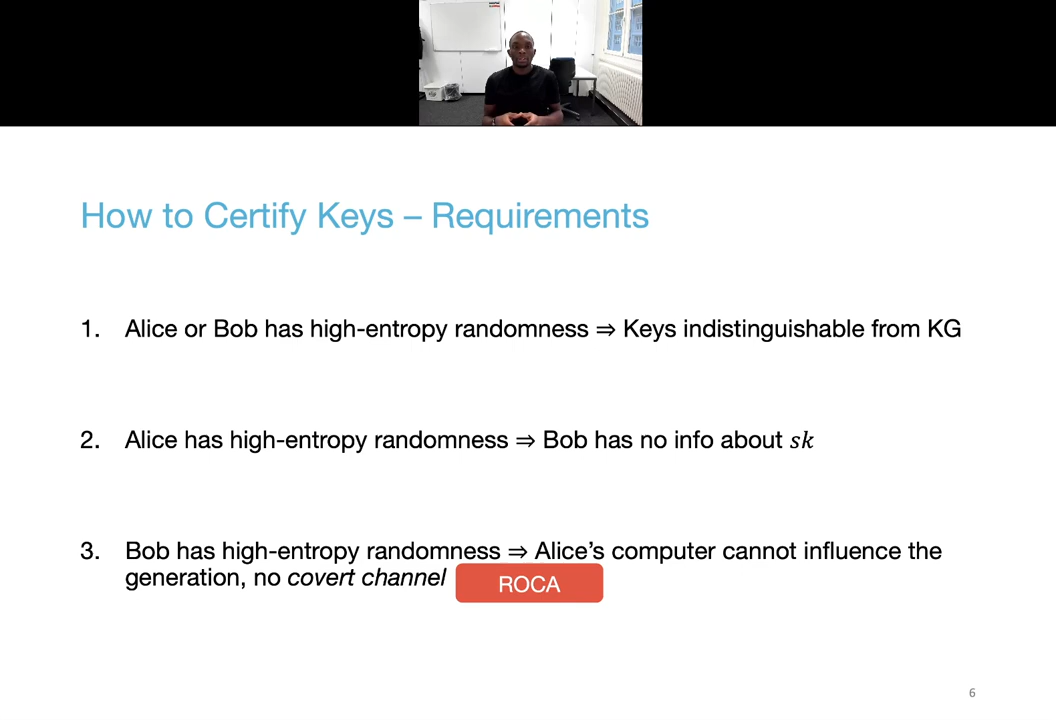 How to Certify Keys – Requirements
1. Alice or Bob has high-entropy randomness ⇒ Keys indistinguishable from KG
2. Alice has high-entropy randomness ⇒ Bob has no info about sk
3. Bob has high-entropy randomness ⇒ Alice’s computer cannot influence the
generation, no covert channel ROCA
6